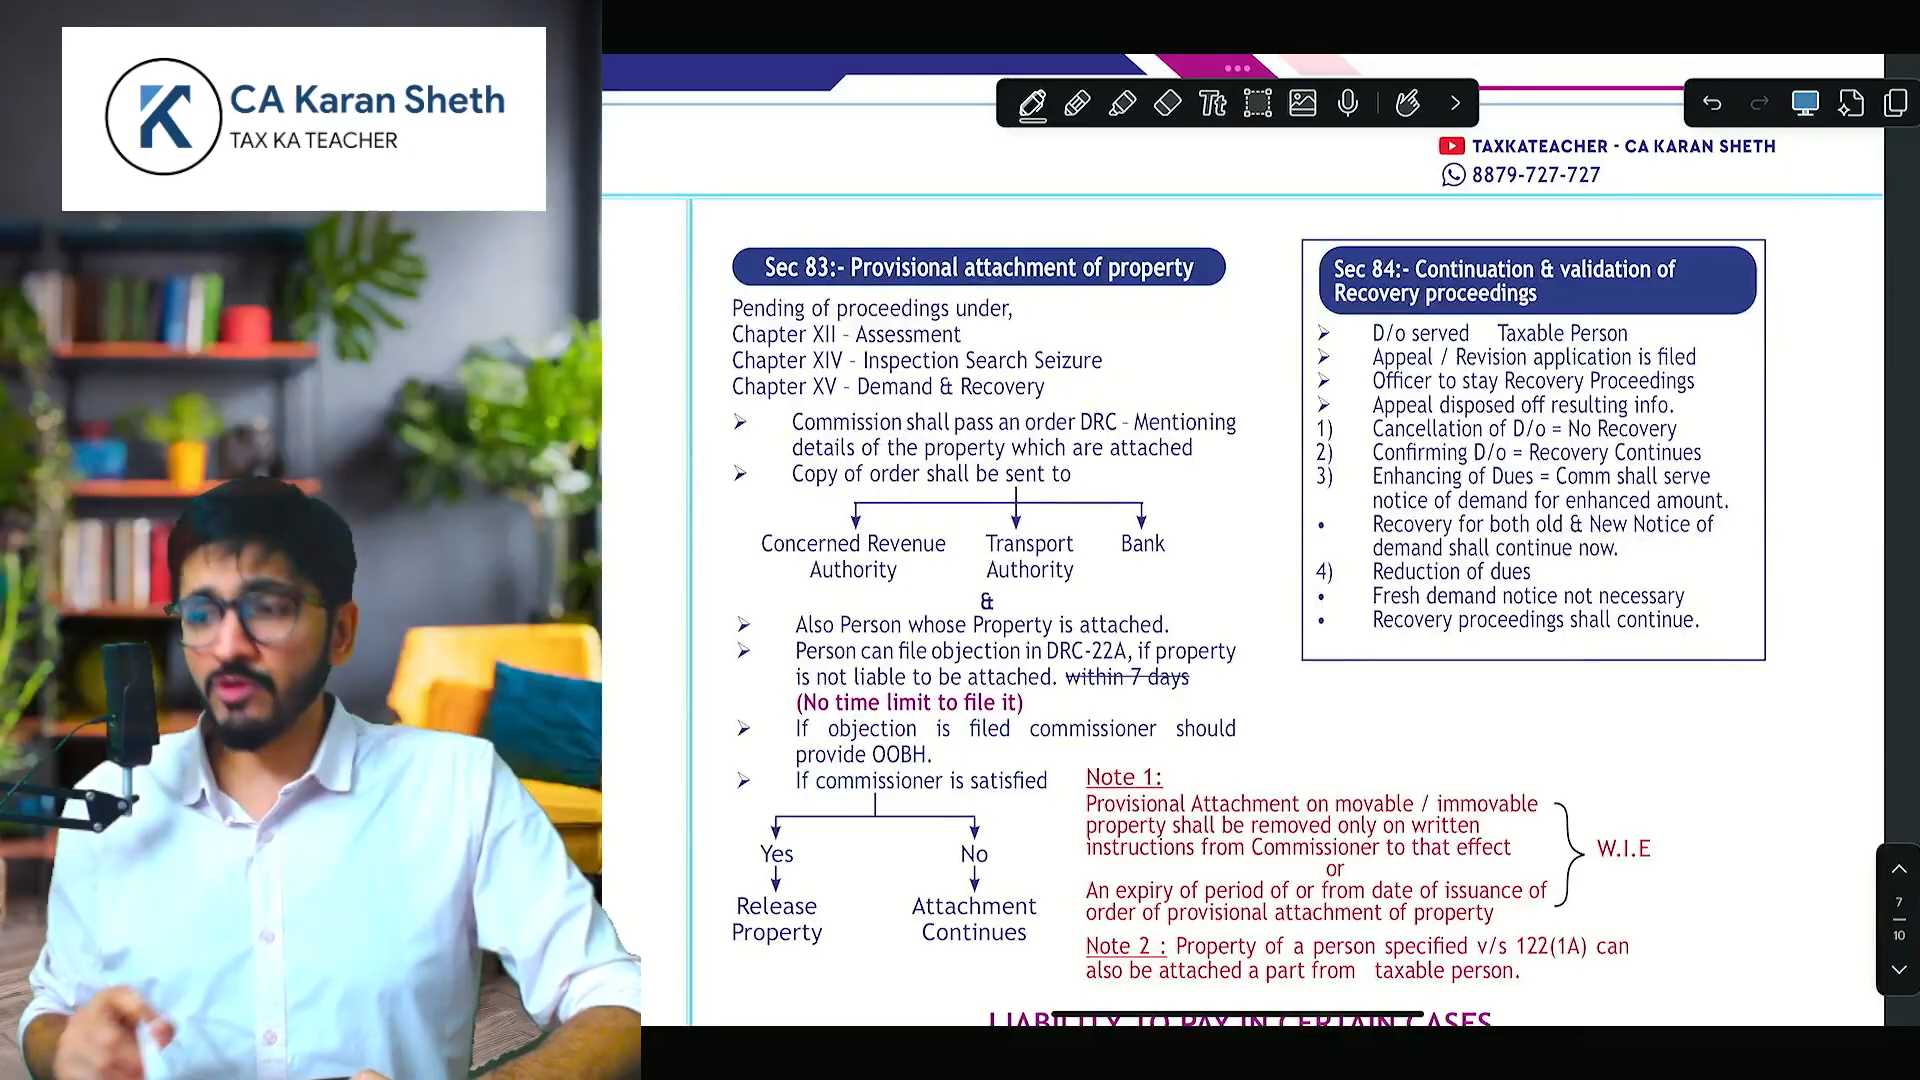 CA Karan Sheth
TAX KA TEACHER
TAXKATEACHER - CA KARAN SHETH
8879-727-727
Sec 83:- Provisional attachment of property
Pending of proceedings under,
Chapter XII - Assessment
Chapter XIV - Inspection Search Seizure
Chapter XV - Demand & Recovery
➢ Commission shall pass an order DRC - Mentioning
details of the property which are attached
➢ Copy of order shall be sent to
Concerned Revenue Authority
Transport Authority
Bank
&
➢ Also Person whose Property is attached.
➢ Person can file objection in DRC-22A, if property
is not liable to be attached. within 7 days
(No time limit to file it)
➢ If objection is filed commissioner should
provide OOBH.
➢ If commissioner is satisfied
Yes
No
Release Property
Attachment Continues
Sec 84:- Continuation & validation of
Recovery proceedings
➢ D/o served Taxable Person
➢ Appeal / Revision application is filed
➢ Officer to stay Recovery Proceedings
➢ Appeal disposed off resulting info.
1) Cancellation of D/o = No Recovery
2) Confirming D/o = Recovery Continues
3) Enhancing of Dues = Comm shall serve
notice of demand for enhanced amount.
• Recovery for both old & New Notice of
demand shall continue now.
4) Reduction of dues
• Fresh demand notice not necessary
• Recovery proceedings shall continue.
Note 1:
Provisional Attachment on movable / immovable
property shall be removed only on written
instructions from Commissioner to that effect
or
An expiry of period of or from date of issuance of
order of provisional attachment of property
W.I.E
Note 2 : Property of a person specified v/s 122(1A) can
also be attached a part from taxable person.
LIABILITY TO PAY IN CERTAIN CASES
Tt
7
10